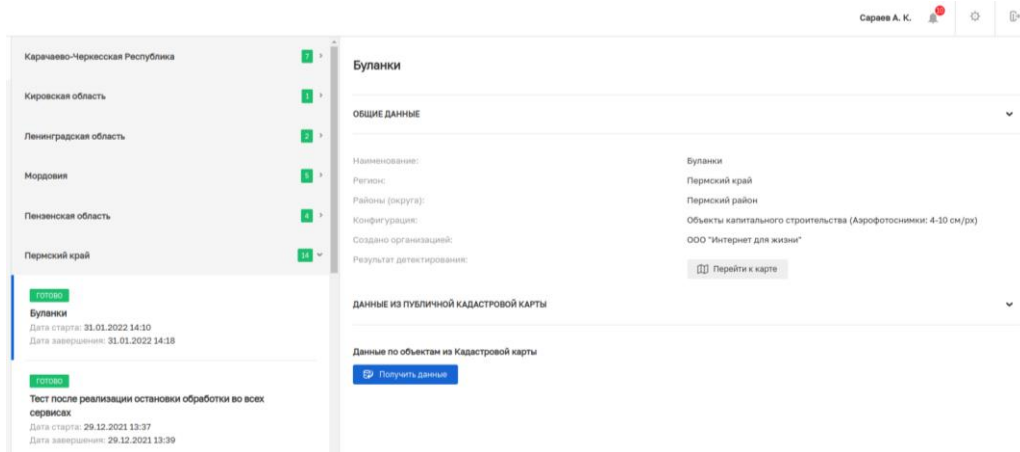 Сараев А. К.
10
Карачаево-Черкесская Республика
7
Кировская область
1
Ленинградская область
2
Мордовия
5
Пензенская область
4
Пермский край
14
ГОТОВО
Буланки
Дата старта: 31.01.2022 14:10
Дата завершения: 31.01.2022 14:18
ГОТОВО
Тест после реализации остановки обработки во всех
сервисах
Дата старта: 29.12.2021 13:37
Дата завершения: 29.12.2021 13:39
Буланки
ОБЩИЕ ДАННЫЕ
Наименование: Буланки
Регион: Пермский край
Районы (округа): Пермский район
Конфигурация: Объекты капитального строительства (Аэрофотоснимки: 4-10 см/px)
Создано организацией: ООО "Интернет для жизни"
Результат детектирования:
Перейти к карте
ДАННЫЕ ИЗ ПУБЛИЧНОЙ КАДАСТРОВОЙ КАРТЫ
Данные по объектам из Кадастровой карты
Получить данные